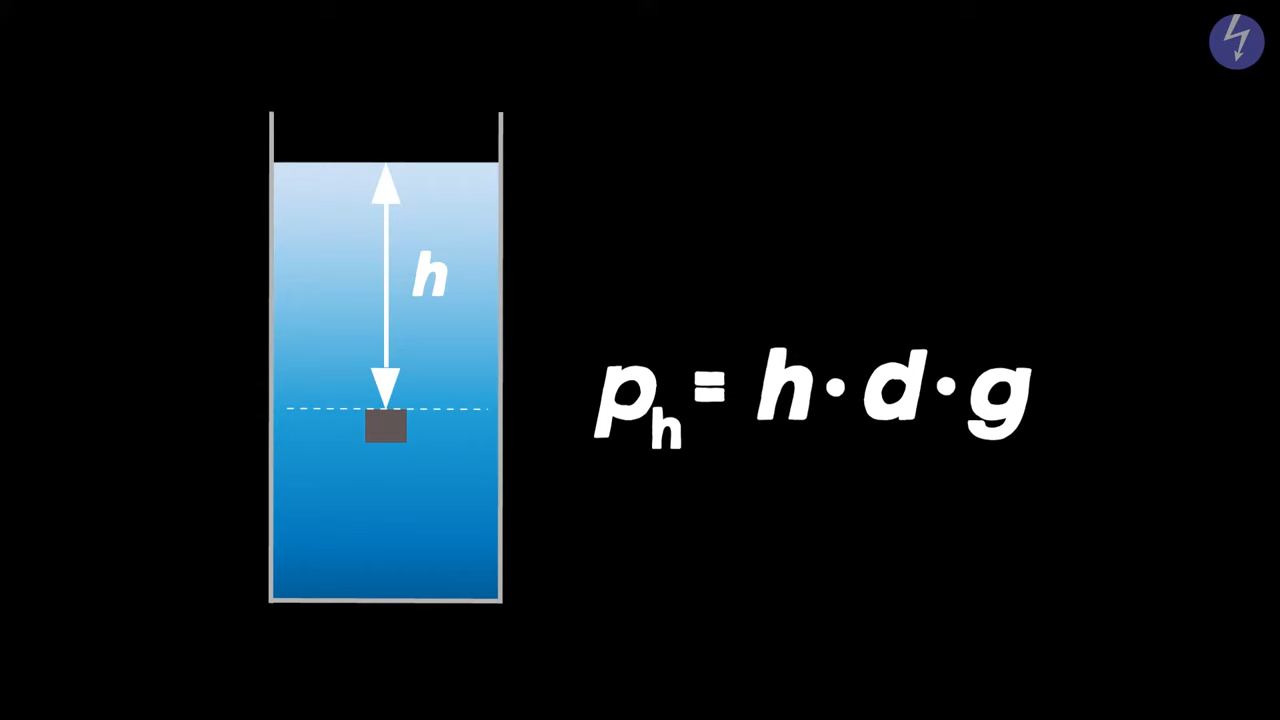 h
pₕ = h · d · g